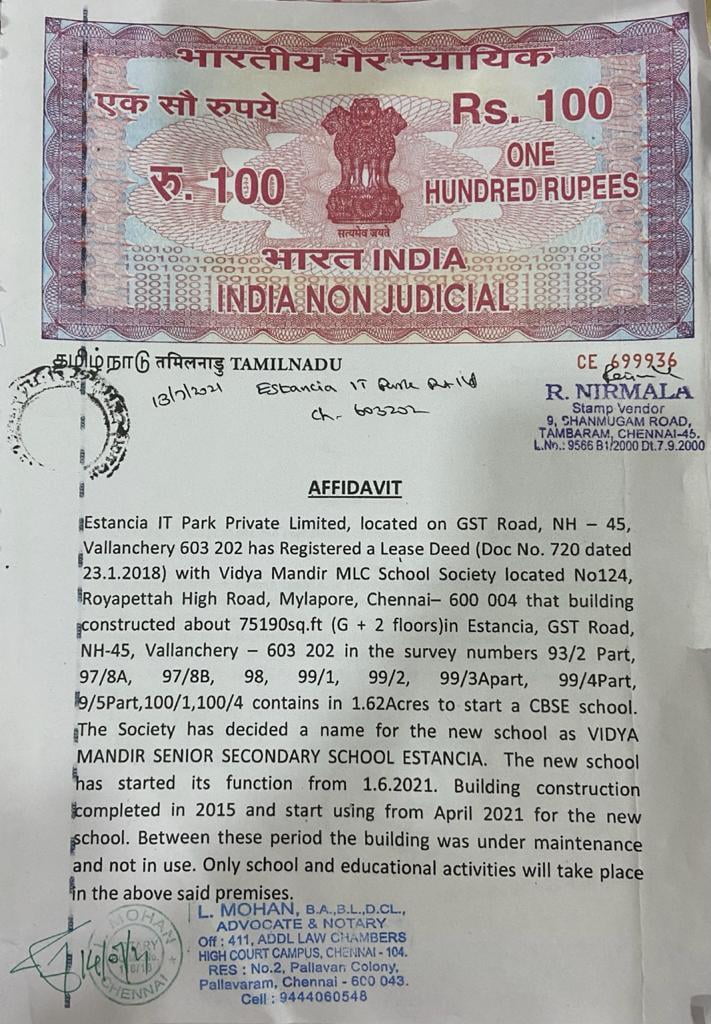 भारतीय गैर न्यायिक
एक सौ रुपये
Rs. 100
रु. 100
ONE
HUNDRED RUPEES
सत्यमेव जयते
भारत INDIA
INDIA NON JUDICIAL
தமிழ்நாடு तमिलनाडु TAMILNADU
CE 699936
13/7/2021 Estancia IT Park
Ch- 603202
R. NIRMALA
Stamp Vendor
9, SHANMUGAM ROAD,
TAMBARAM, CHENNAI-45.
L.No.: 9566 B1/2000 Dt.7.9.2000
AFFIDAVIT
Estancia IT Park Private Limited, located on GST Road, NH – 45,
Vallanchery 603 202 has Registered a Lease Deed (Doc No. 720 dated
23.1.2018) with Vidya Mandir MLC School Society located No124,
Royapettah High Road, Mylapore, Chennai– 600 004 that building
constructed about 75190sq.ft (G + 2 floors)in Estancia, GST Road,
NH-45, Vallanchery – 603 202 in the survey numbers 93/2 Part,
97/8A, 97/8B, 98, 99/1, 99/2, 99/3Apart, 99/4Part,
9/5Part,100/1,100/4 contains in 1.62Acres to start a CBSE school.
The Society has decided a name for the new school as VIDYA
MANDIR SENIOR SECONDARY SCHOOL ESTANCIA. The new school
has started its function from 1.6.2021. Building construction
completed in 2015 and start using from April 2021 for the new
school. Between these period the building was under maintenance
and not in use. Only school and educational activities will take place
in the above said premises.
L. MOHAN, B.A.,B.L.,D.CL.,
ADVOCATE & NOTARY
Off : 411, ADDL LAW CHAMBERS
HIGH COURT CAMPUS, CHENNAI - 104.
RES : No.2, Pallavan Colony,
Pallavaram, Chennai - 600 043.
Cell : 9444060548
L. MOHAN
NOTARY
CHENNAI
14/07/21